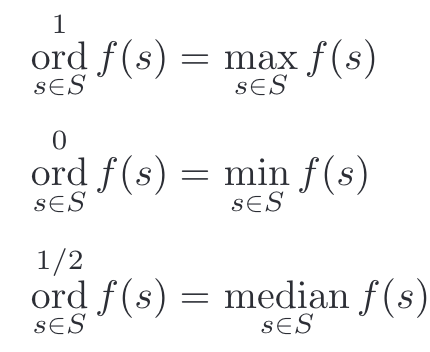 1
ord f(s) = max f(s)
s∈S s∈S
0
ord f(s) = min f(s)
s∈S s∈S
1/2
ord f(s) = median f(s)
s∈S s∈S